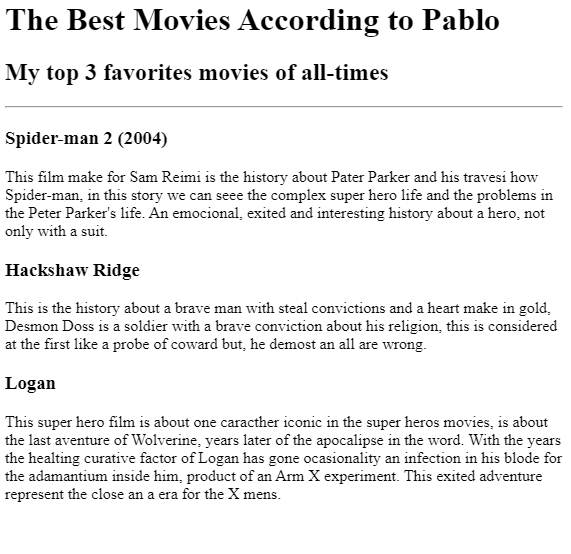 The Best Movies According to Pablo
My top 3 favorites movies of all-times
Spider-man 2 (2004)
This film make for Sam Reimi is the history about Pater Parker and his travesi how
Spider-man, in this story we can seee the complex super hero life and the problems in
the Peter Parker's life. An emocional, exited and interesting history about a hero, not
only with a suit.
Hackshaw Ridge
This is the history about a brave man with steal convictions and a heart make in gold,
Desmon Doss is a soldier with a brave conviction about his religion, this is considered
at the first like a probe of coward but, he demost an all are wrong.
Logan
This super hero film is about one caracther iconic in the super heros movies, is about
the last aventure of Wolverine, years later of the apocalipse in the word. With the years
the healting curative factor of Logan has gone ocasionality an infection in his blode for
the adamantium inside him, product of an Arm X experiment. This exited adventure
represent the close an a era for the X mens.